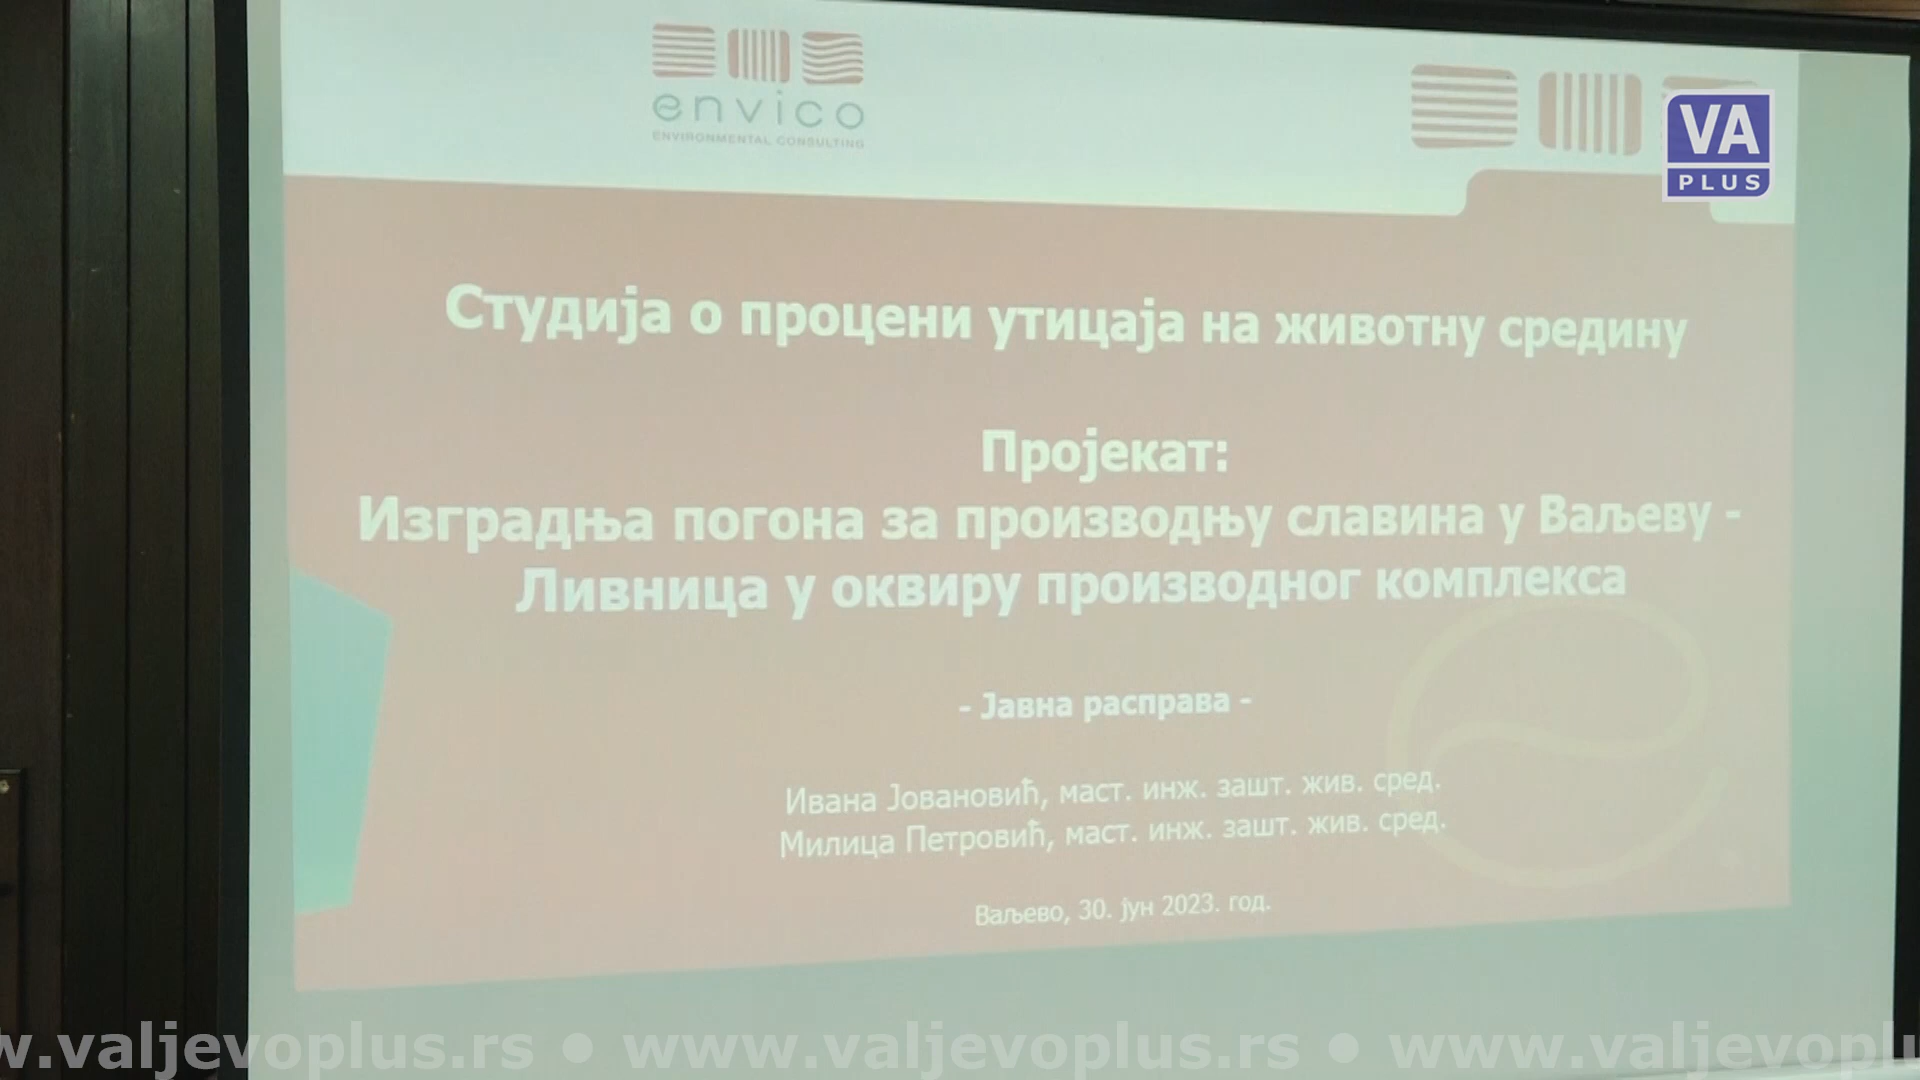 envico
ENVIRONMENTAL CONSULTING
VA
PLUS
Студија о процени утицаја на животну средину
Пројекат:
Изградња погона за производњу славина у Ваљеву -
Ливница у оквиру производног комплекса
- Јавна расправа -
Ивана Јовановић, маст. инж. зашт. жив. сред.
Милица Петровић, маст. инж. зашт. жив. сред.
Ваљево, 30. јун 2023. год.
w.valjevoplus.rs ● www.valjevoplus.rs ● www.valjevoplu